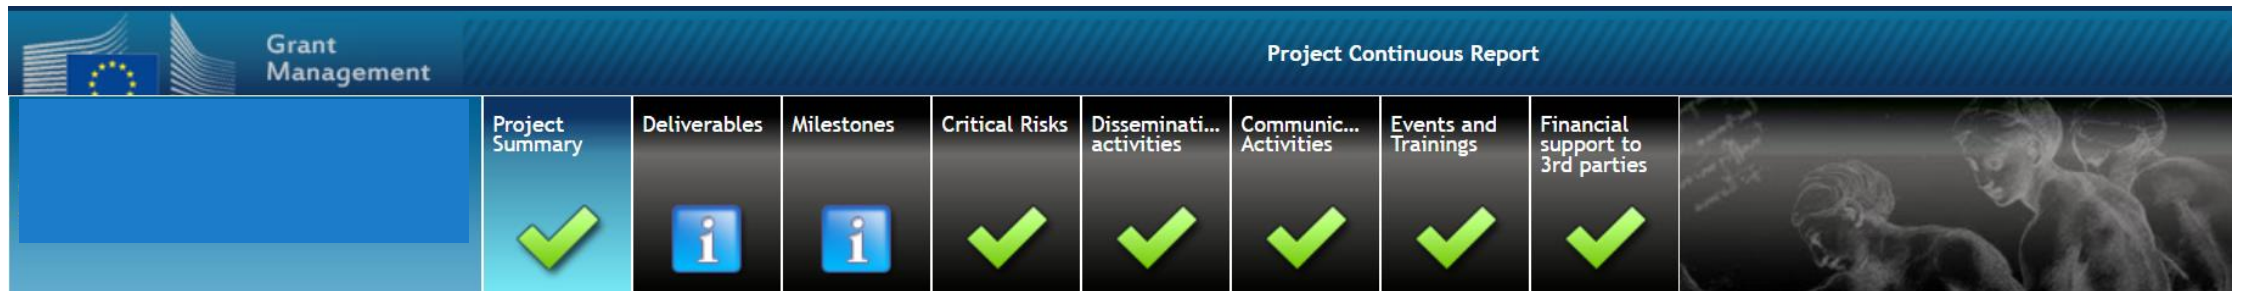 Grant
Management
Project Continuous Report
Project
Summary
Deliverables
Milestones
Critical Risks
Disseminati...
activities
Communic...
Activities
Events and
Trainings
Financial
support to
3rd parties